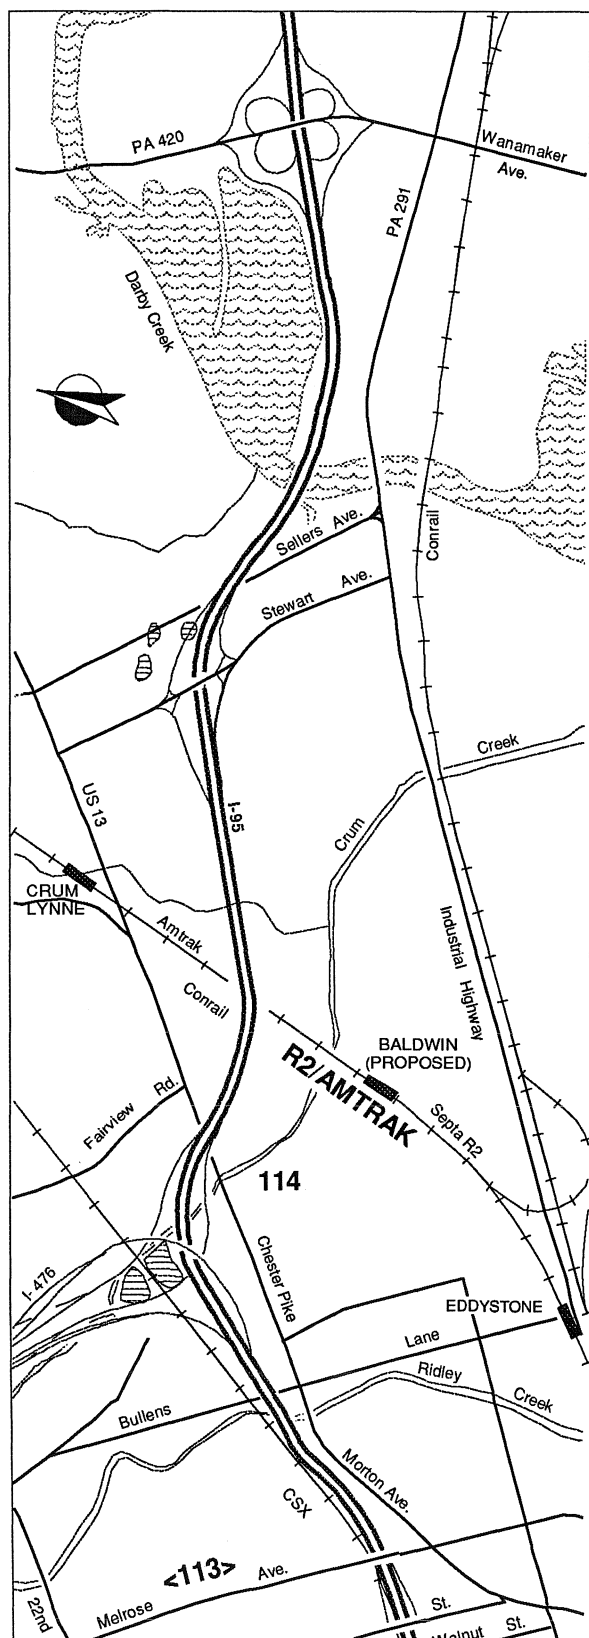 PA 420
Wanamaker
Ave.
PA 291
Darby Creek
Sellers Ave.
Conrail
Stewart Ave.
Creek
US 13
I-95
Crum
CRUM
LYNNE
Amtrak
Industrial Highway
Conrail
BALDWIN
(PROPOSED)
R2/AMTRAK
Fairview Rd.
Septa R2
114
Chester Pike
I-476
EDDYSTONE
Lane
Ridley
Creek
Bullens
Morton Ave.
CSX
<113>
Ave.
22nd
Melrose
St.
Walnut St.